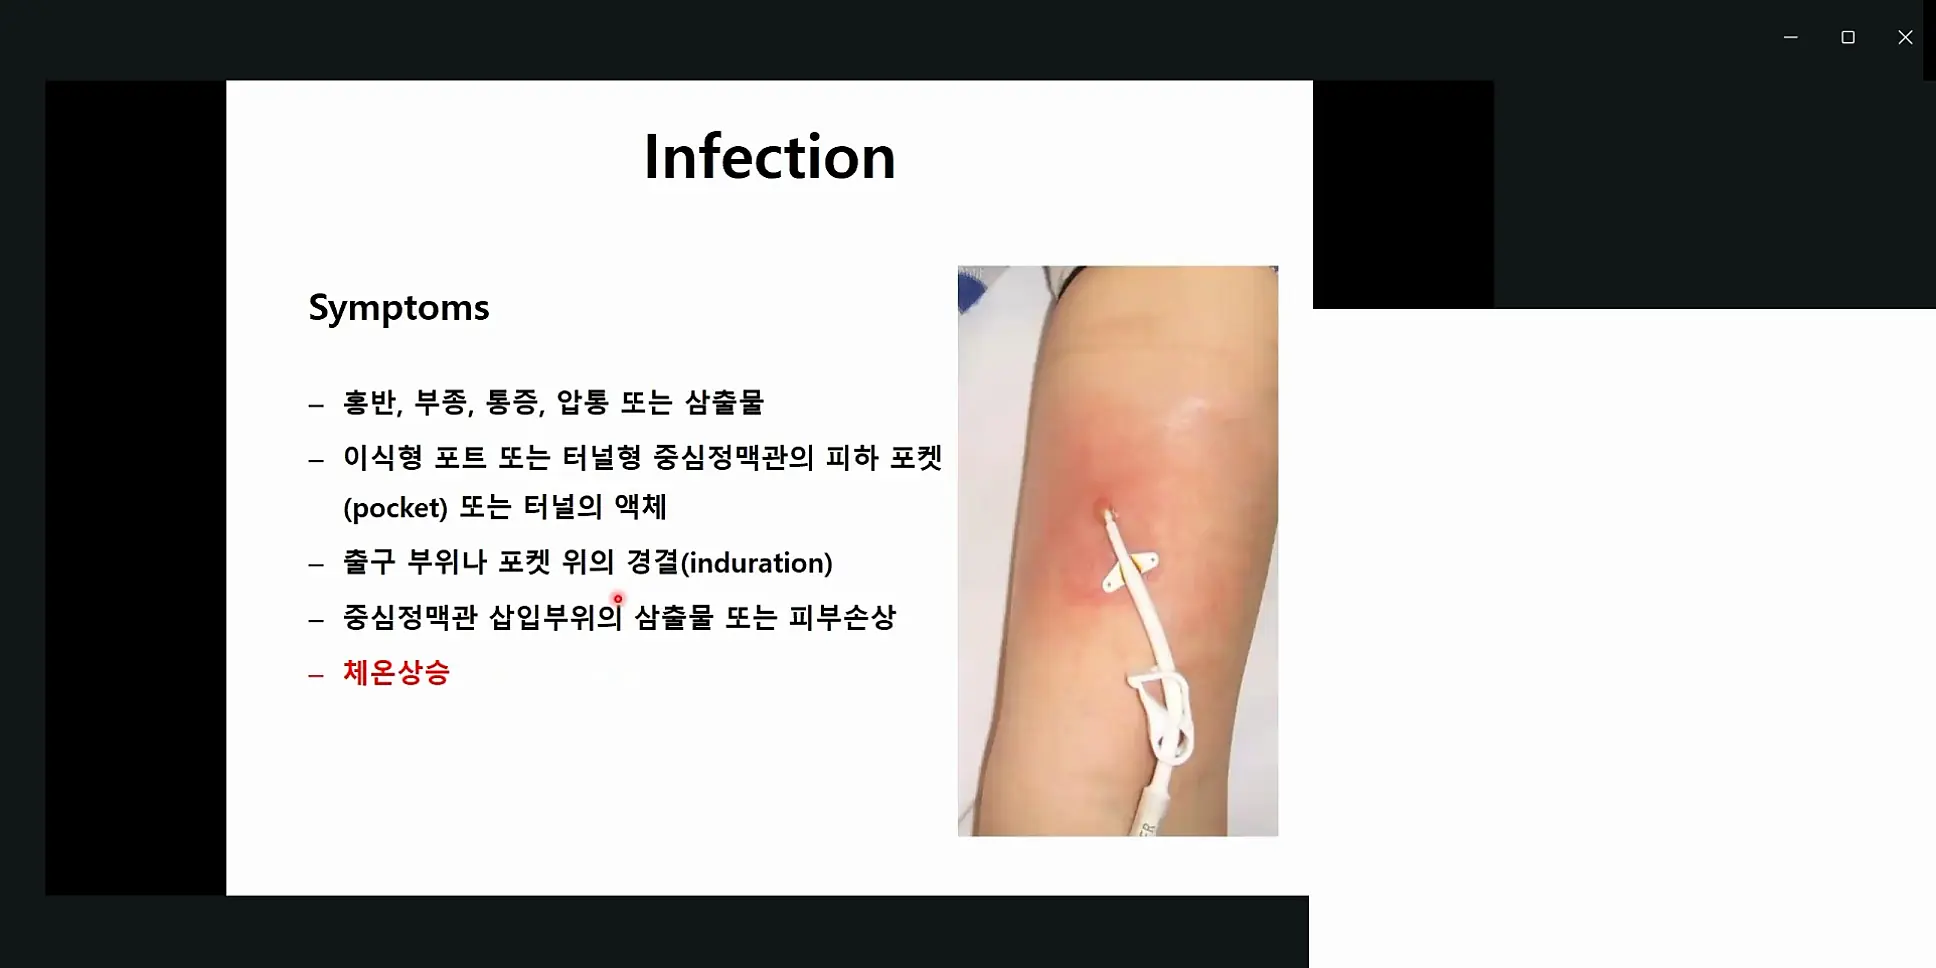 Infection
Symptoms
– 홍반, 부종, 통증, 압통 또는 삼출물
– 이식형 포트 또는 터널형 중심정맥관의 피하 포켓
(pocket) 또는 터널의 액체
– 출구 부위나 포켓 위의 경결(induration)
– 중심정맥관 삽입부위의 삼출물 또는 피부손상
– 체온상승